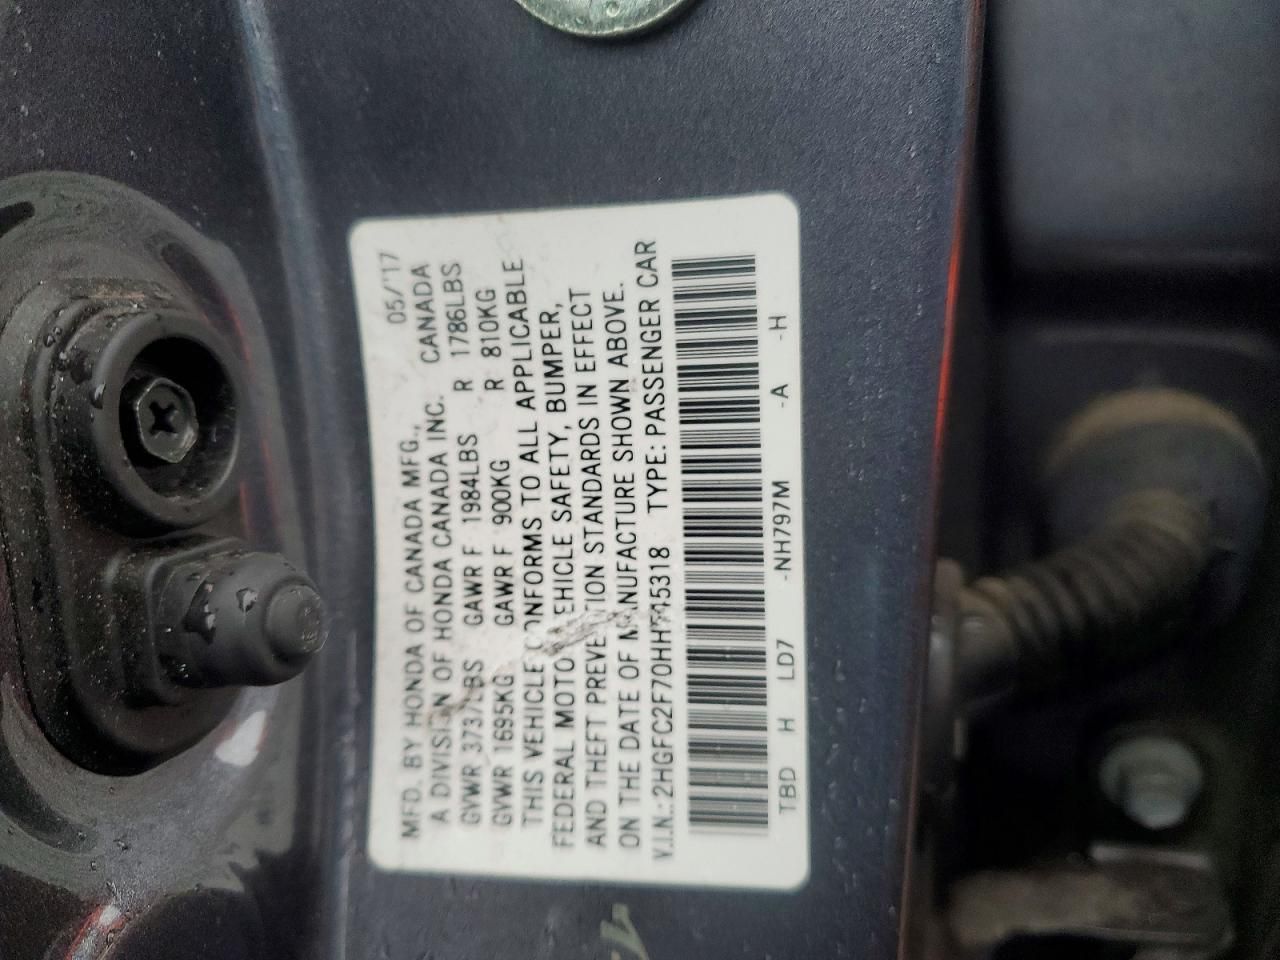 MFD. BY HONDA OF CANADA MFG., 05/'17
A DIVISION OF HONDA CANADA INC. CANADA
GVWR 3737LBS GAWR F 1984LBS R 1786LBS
GVWR 1695KG GAWR F 900KG R 810KG
THIS VEHICLE CONFORMS TO ALL APPLICABLE
FEDERAL MOTOR VEHICLE SAFETY, BUMPER,
AND THEFT PREVENTION STANDARDS IN EFFECT
ON THE DATE OF MANUFACTURE SHOWN ABOVE.
V.I.N.: 2HGFC2F70HH545318 TYPE: PASSENGER CAR
TBD H LD7 -NH797M -A -H